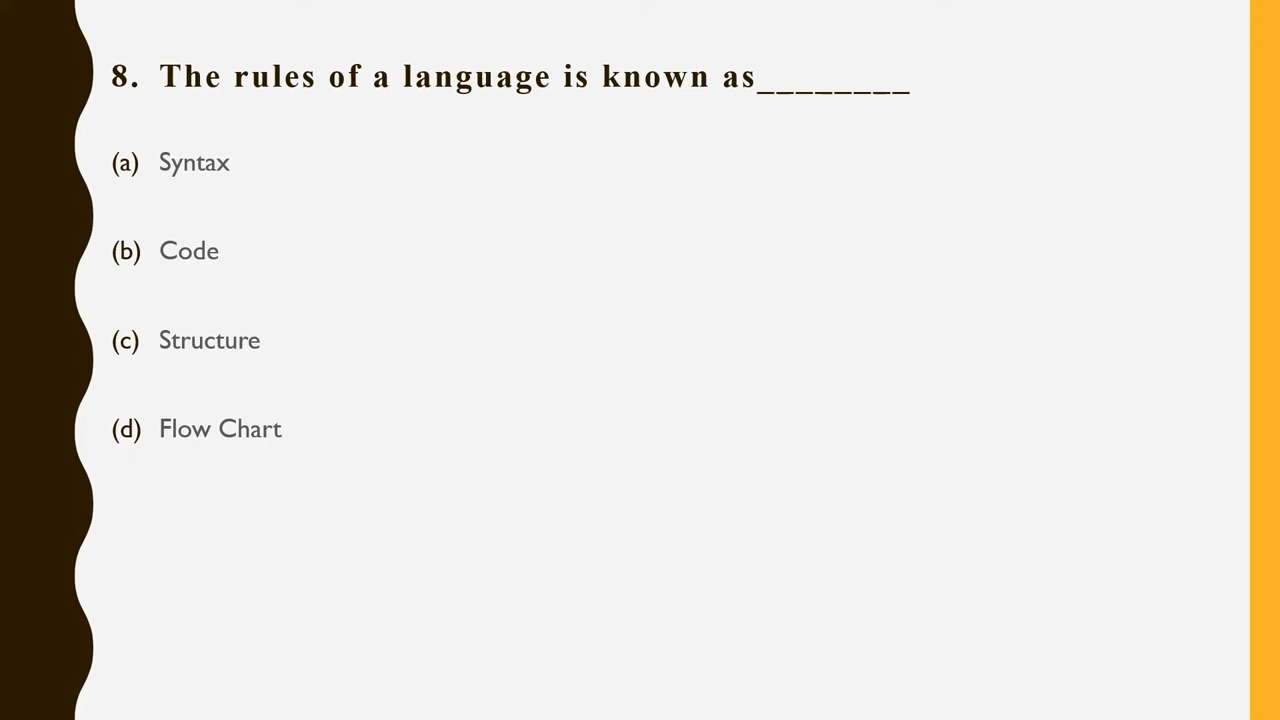 8. The rules of a language is known as________
(a) Syntax
(b) Code
(c) Structure
(d) Flow Chart